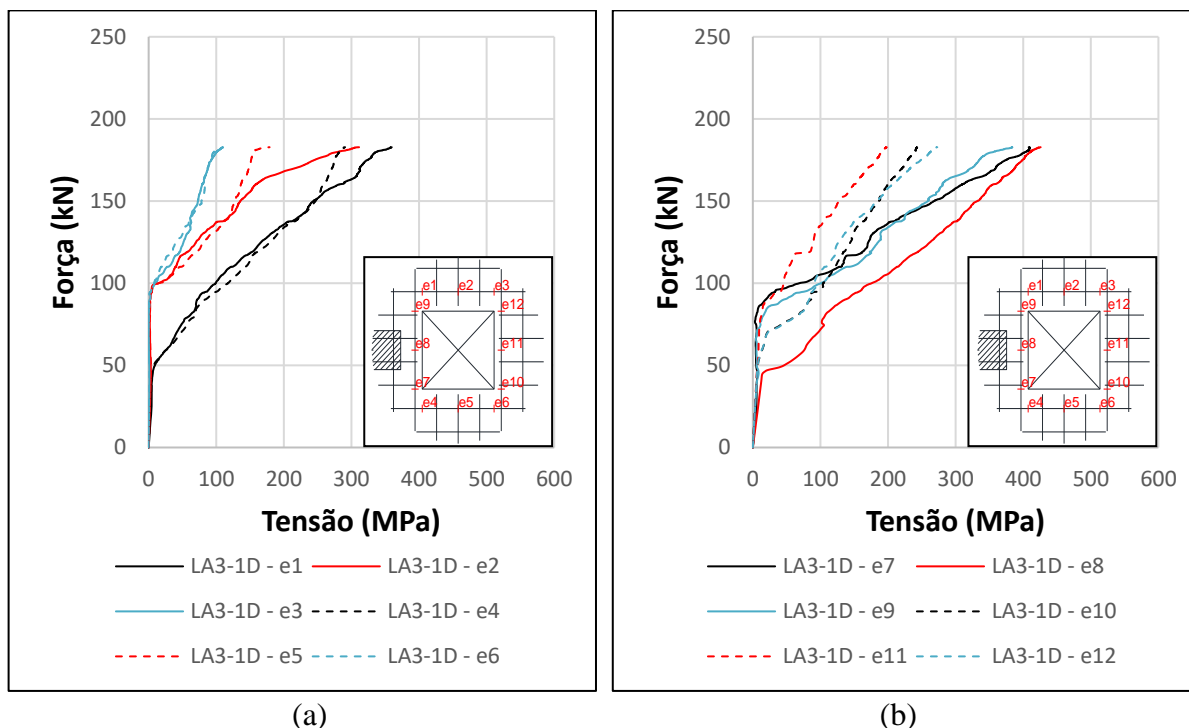 250
200
150
100
50
0
Força (kN)
0 100 200 300 400 500 600
Tensão (MPa)
e1 e2 e3
e9 e12
e8 e11
e7 e10
e4 e5 e6
LA3-1D - e1 LA3-1D - e2
LA3-1D - e3 LA3-1D - e4
LA3-1D - e5 LA3-1D - e6
(a)
250
200
150
100
50
0
Força (kN)
0 100 200 300 400 500 600
Tensão (MPa)
e1 e2 e3
e9 e12
e8 e11
e7 e10
e4 e5 e6
LA3-1D - e7 LA3-1D - e8
LA3-1D - e9 LA3-1D - e10
LA3-1D - e11 LA3-1D - e12
(b)